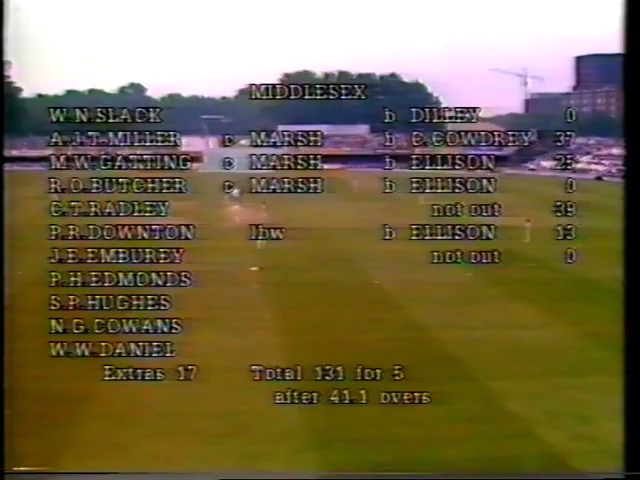 MIDDLESEX
W.N.SLACK b DILLEY 0
A.J.T.MILLER c MARSH b C.COWDREY 37
M.W.GATTING c MARSH b ELLISON 25
R.O.BUTCHER c MARSH b ELLISON 0
C.T.RADLEY not out 39
P.R.DOWNTON lbw b ELLISON 13
J.E.EMBUREY not out 0
P.H.EDMONDS
S.P.HUGHES
N.G.COWANS
W.W.DANIEL
Extras 17 Total 131 for 5
after 41.1 overs